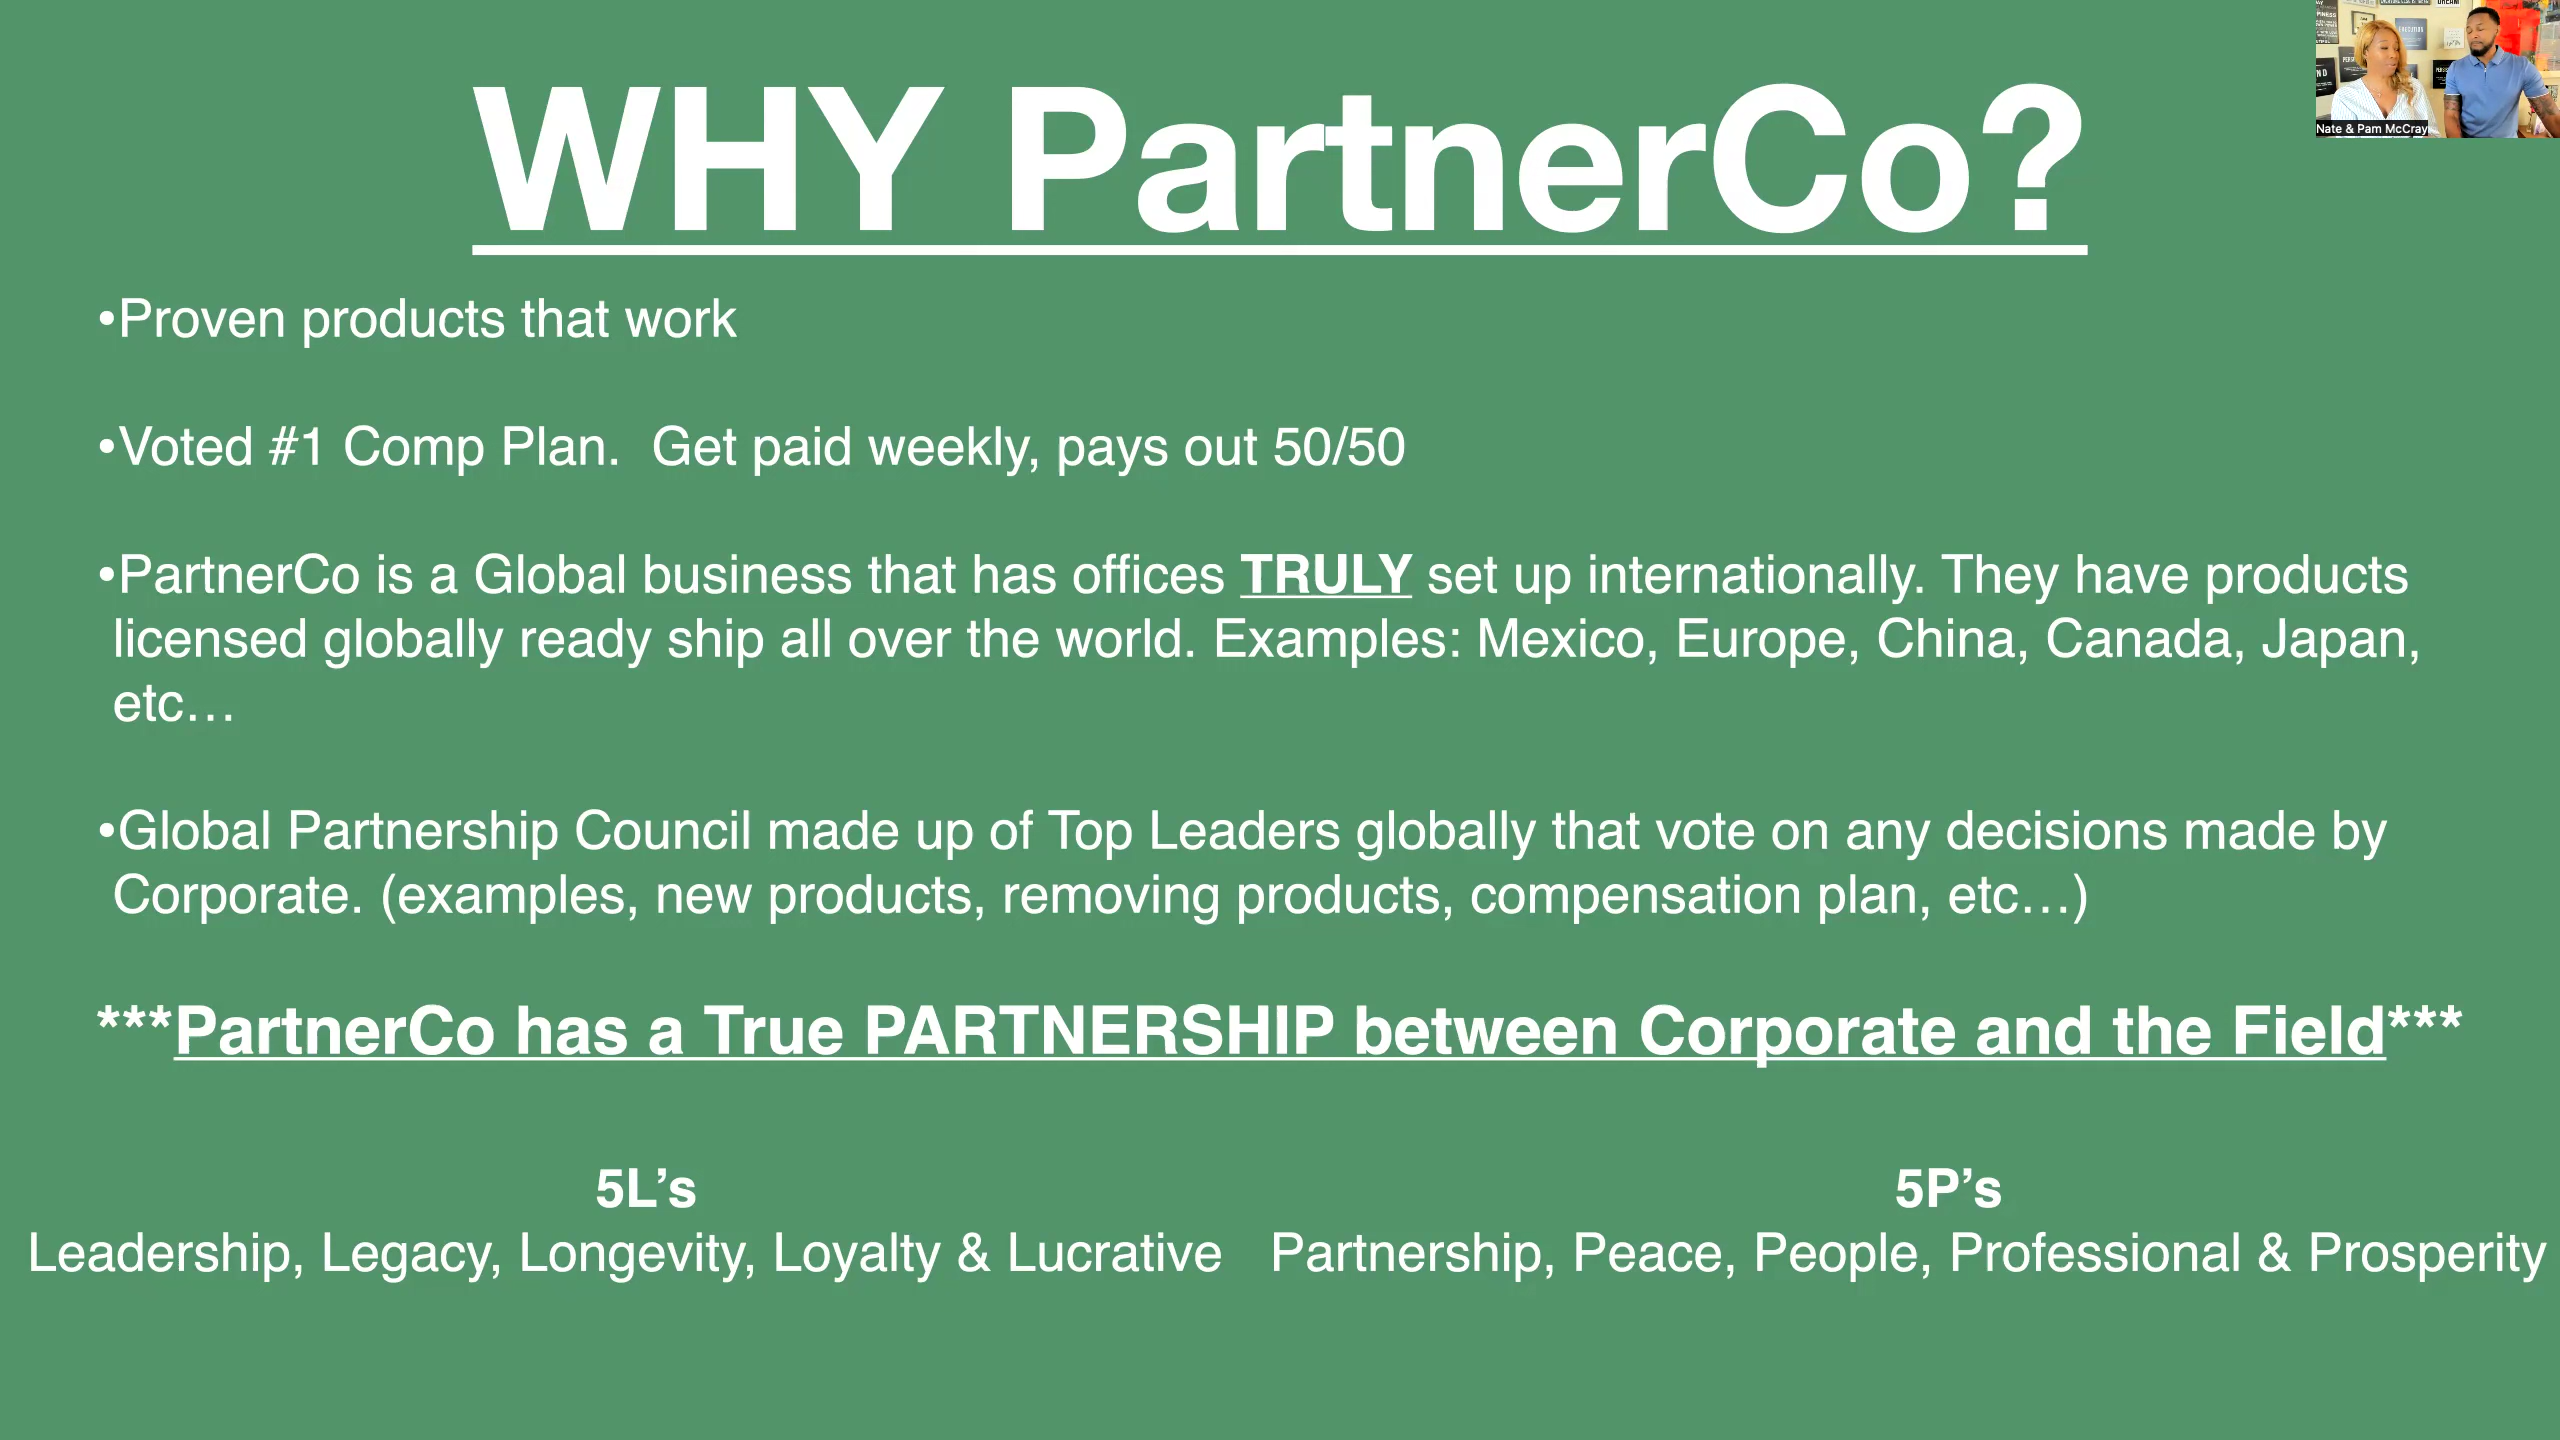 WHY PartnerCo?
Nate & Pam McCray
•Proven products that work
•Voted #1 Comp Plan.  Get paid weekly, pays out 50/50
•PartnerCo is a Global business that has offices TRULY set up internationally. They have products
licensed globally ready ship all over the world. Examples: Mexico, Europe, China, Canada, Japan,
etc…
•Global Partnership Council made up of Top Leaders globally that vote on any decisions made by
Corporate. (examples, new products, removing products, compensation plan, etc…)
***PartnerCo has a True PARTNERSHIP between Corporate and the Field***
5L’s
Leadership, Legacy, Longevity, Loyalty & Lucrative
5P’s
Partnership, Peace, People, Professional & Prosperity